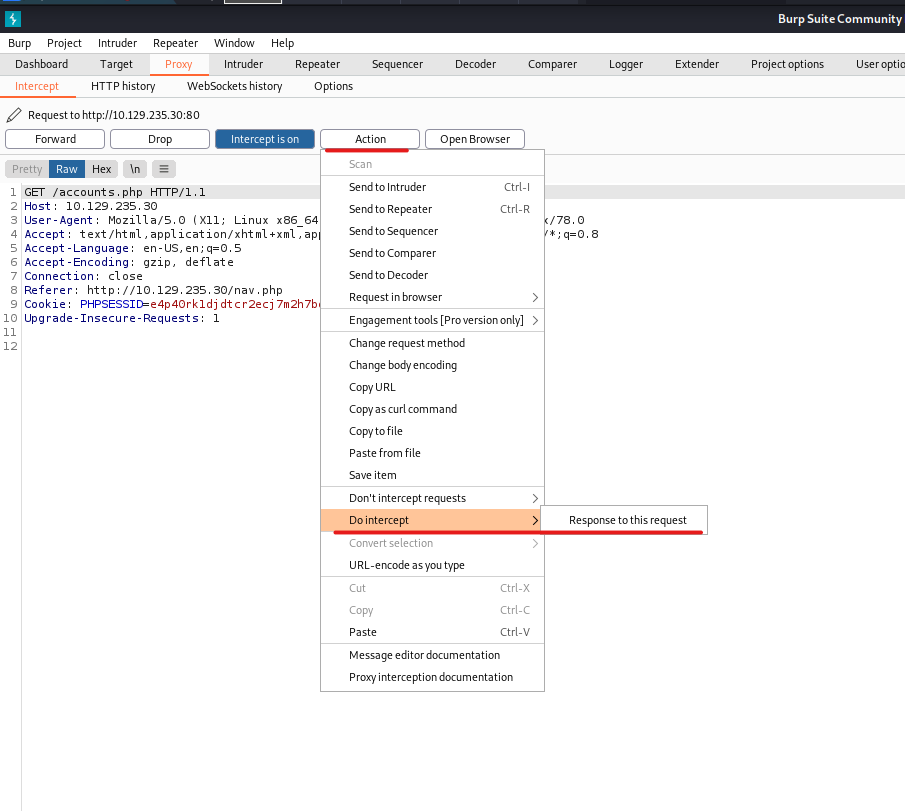 Burp Suite Community
Burp Project Intruder Repeater Window Help
Dashboard Target Proxy Intruder Repeater Sequencer Decoder Comparer Logger Extender Project options User optio
Intercept HTTP history WebSockets history Options
Request to http://10.129.235.30:80
Forward Drop Intercept is on Action Open Browser
Pretty Raw Hex \n
Scan
Send to Intruder Ctrl-I
Send to Repeater Ctrl-R
Send to Sequencer
Send to Comparer
Send to Decoder
Request in browser
Engagement tools [Pro version only]
Change request method
Change body encoding
Copy URL
Copy as curl command
Copy to file
Paste from file
Save item
Don't intercept requests
Do intercept
Response to this request
Convert selection
URL-encode as you type
Cut Ctrl-X
Copy Ctrl-C
Paste Ctrl-V
Message editor documentation
Proxy interception documentation
1 GET /accounts.php HTTP/1.1
2 Host: 10.129.235.30
3 User-Agent: Mozilla/5.0 (X11; Linux x86_64 x/78.0
4 Accept: text/html,application/xhtml+xml,app /*;q=0.8
5 Accept-Language: en-US,en;q=0.5
6 Accept-Encoding: gzip, deflate
7 Connection: close
8 Referer: http://10.129.235.30/nav.php
9 Cookie: PHPSESSID=e4p40rk1djdtcr2ecj7m2h7b
10 Upgrade-Insecure-Requests: 1
11
12